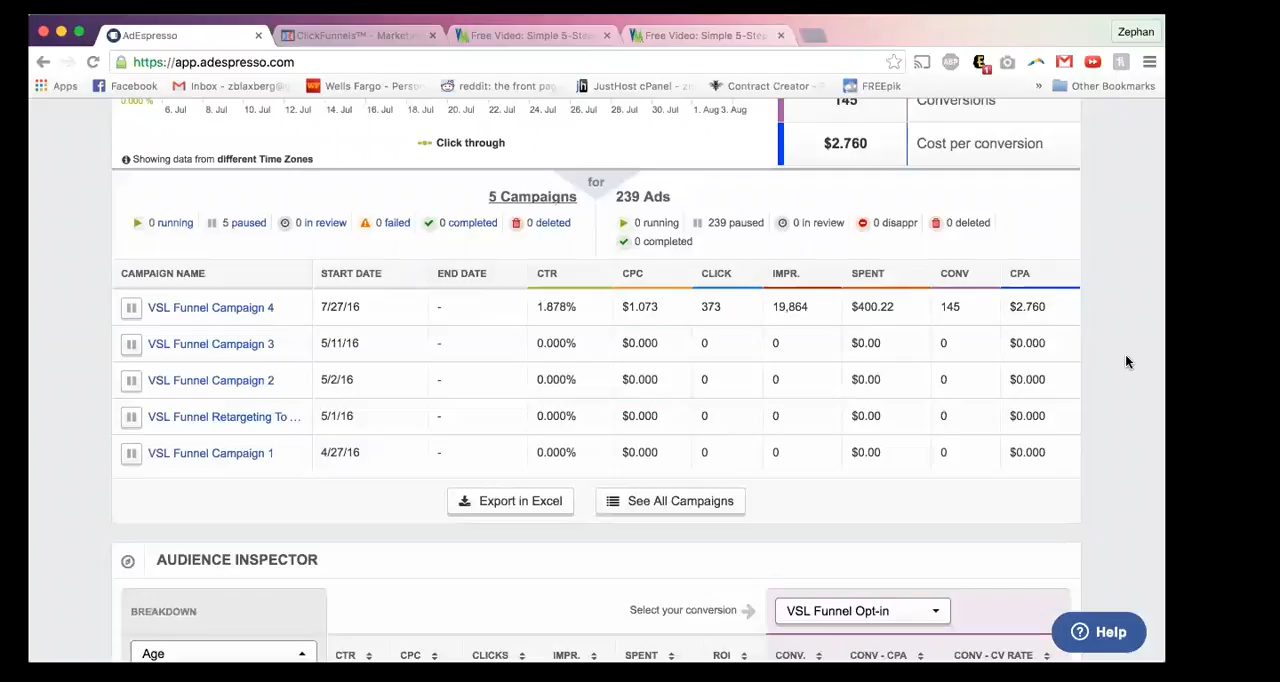 AdEspresso
ClickFunnels™ - Market
Free Video: Simple 5-Step
Free Video: Simple 5-Step
Zephan
https://app.adespresso.com
Apps
Facebook
Inbox - zblaxberg@
Wells Fargo - Person
reddit: the front pag
JustHost cPanel - z
Contract Creator -
FREEpik
»
Other Bookmarks
0.000 %
6. Jul 8. Jul 10. Jul 12. Jul 14. Jul 16. Jul 18. Jul 20. Jul 22. Jul 24. Jul 26. Jul 28. Jul 30. Jul 1. Aug 3. Aug
145 Conversions
Click through
$2.760 Cost per conversion
Showing data from different Time Zones
for
5 Campaigns
239 Ads
0 running 5 paused 0 in review 0 failed 0 completed 0 deleted
0 running 239 paused 0 in review 0 disappr 0 deleted
0 completed
CAMPAIGN NAME START DATE END DATE CTR CPC CLICK IMPR. SPENT CONV CPA
VSL Funnel Campaign 4 7/27/16 - 1.878% $1.073 373 19,864 $400.22 145 $2.760
VSL Funnel Campaign 3 5/11/16 - 0.000% $0.000 0 0 $0.00 0 $0.000
VSL Funnel Campaign 2 5/2/16 - 0.000% $0.000 0 0 $0.00 0 $0.000
VSL Funnel Retargeting To ... 5/1/16 - 0.000% $0.000 0 0 $0.00 0 $0.000
VSL Funnel Campaign 1 4/27/16 - 0.000% $0.000 0 0 $0.00 0 $0.000
Export in Excel
See All Campaigns
AUDIENCE INSPECTOR
BREAKDOWN
Select your conversion
VSL Funnel Opt-in
Help
Age
CTR CPC CLICKS IMPR. SPENT ROI CONV. CONV - CPA CONV - CV RATE